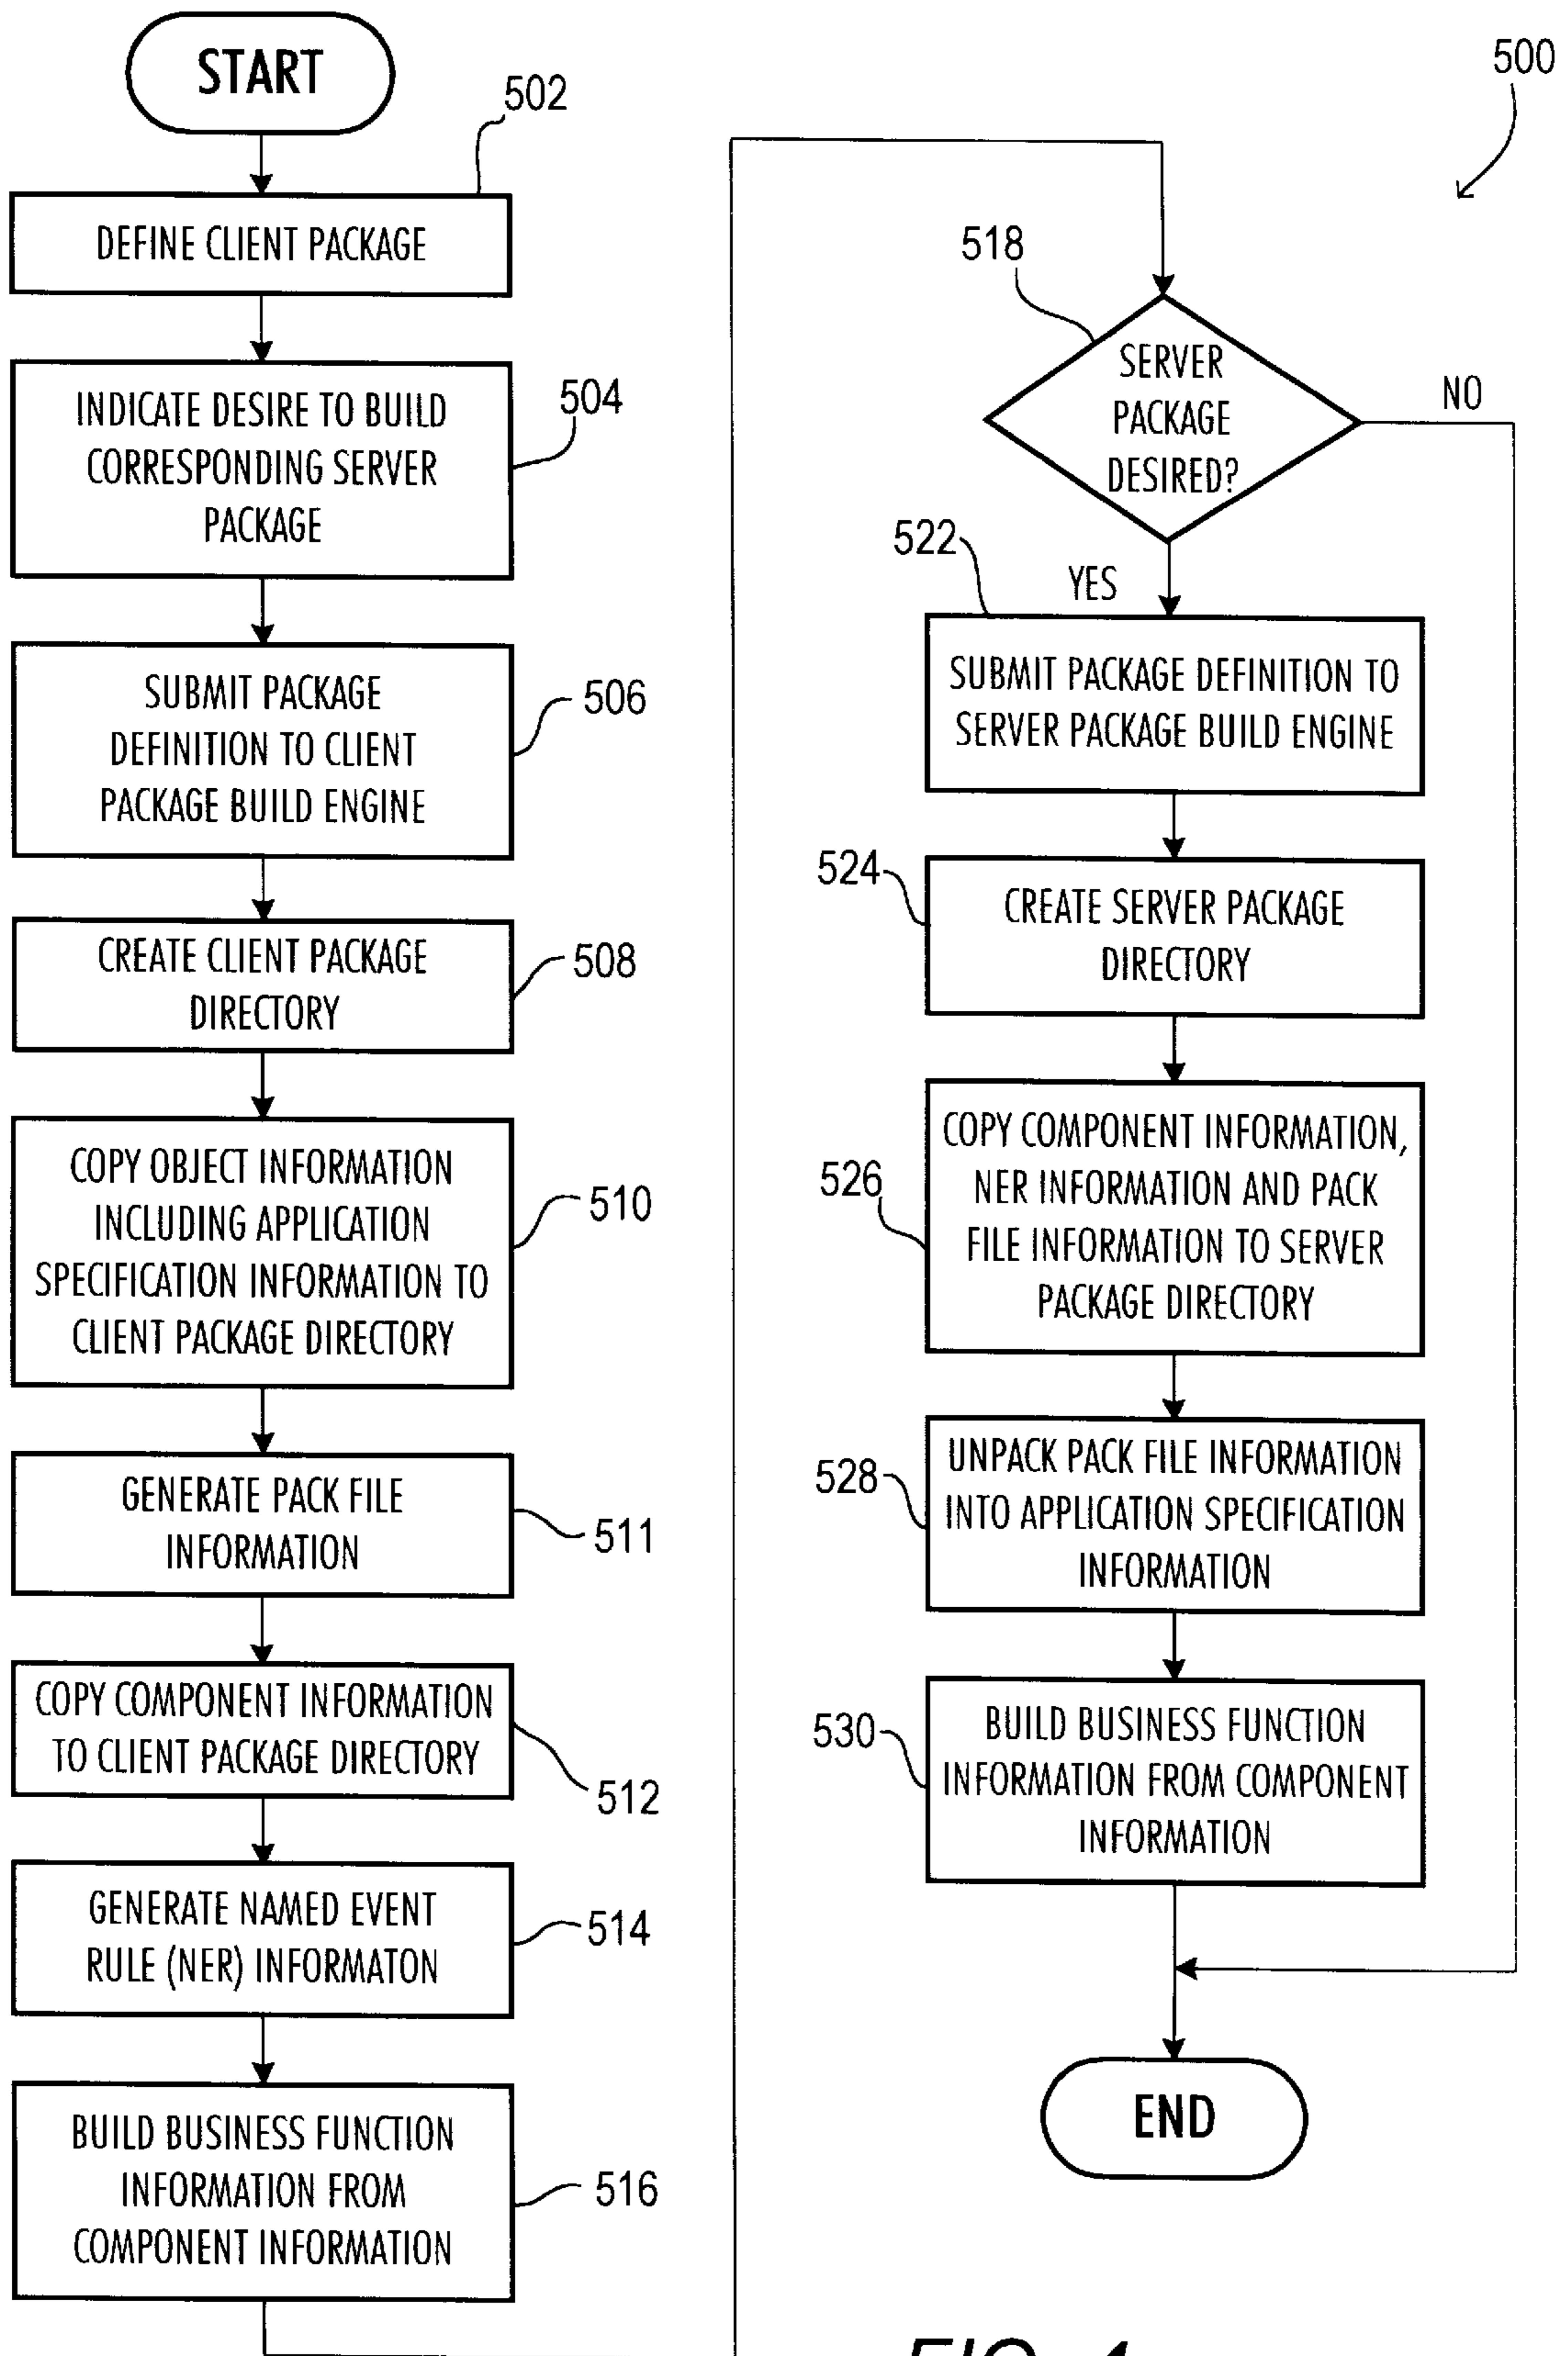 START
502
DEFINE CLIENT PACKAGE
INDICATE DESIRE TO BUILD
CORRESPONDING SERVER
PACKAGE
504
SUBMIT PACKAGE
DEFINITION TO CLIENT
PACKAGE BUILD ENGINE
506
CREATE CLIENT PACKAGE
DIRECTORY
508
COPY OBJECT INFORMATION
INCLUDING APPLICATION
SPECIFICATION INFORMATION TO
CLIENT PACKAGE DIRECTORY
510
GENERATE PACK FILE
INFORMATION
511
COPY COMPONENT INFORMATION
TO CLIENT PACKAGE DIRECTORY
512
GENERATE NAMED EVENT
RULE (NER) INFORMATON
514
BUILD BUSINESS FUNCTION
INFORMATION FROM
COMPONENT INFORMATION
516
500
518
SERVER
PACKAGE
DESIRED?
NO
YES
522
SUBMIT PACKAGE DEFINITION TO
SERVER PACKAGE BUILD ENGINE
524
CREATE SERVER PACKAGE
DIRECTORY
526
COPY COMPONENT INFORMATION,
NER INFORMATION AND PACK
FILE INFORMATION TO SERVER
PACKAGE DIRECTORY
528
UNPACK PACK FILE INFORMATION
INTO APPLICATION SPECIFICATION
INFORMATION
530
BUILD BUSINESS FUNCTION
INFORMATION FROM COMPONENT
INFORMATION
END
FIG. 4